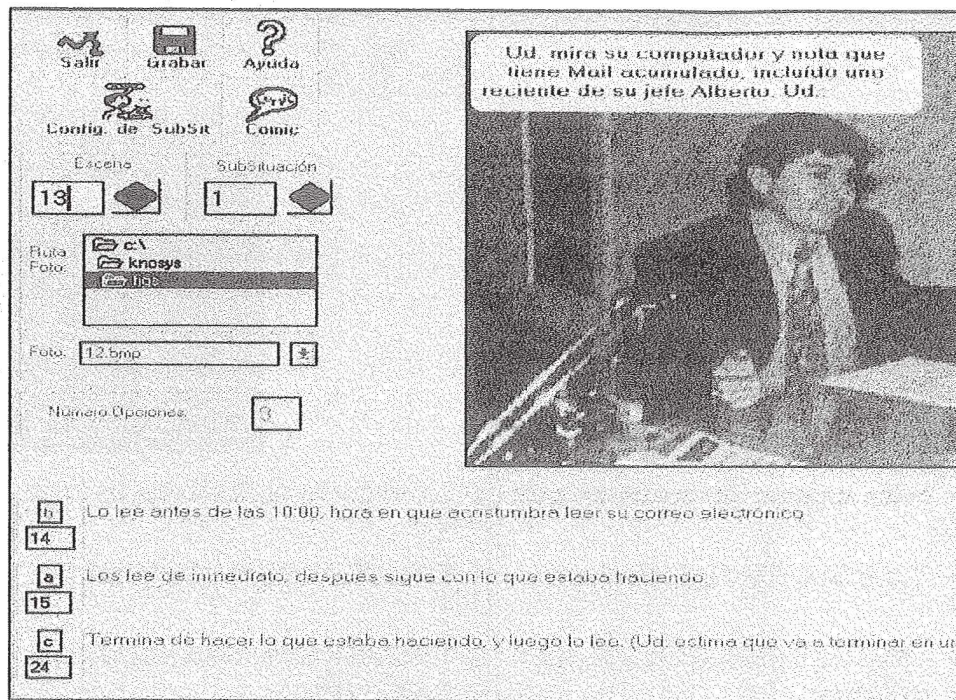 Salir Grabar Ayuda
Config. de SubSit Comic
Escena SubSituación
13 1
Ruta
Foto:
c:\
knosys
Foto: 12.bmp
Numero Opciones: 3
Ud. mira su computador y nota que
tiene Mail acumulado, incluído uno
reciente de su jefe Alberto. Ud.:
Lo lee antes de las 10:00, hora en que acostumbra leer su correo electrónico
14
a Los lee de inmediato, después sigue con lo que estaba haciendo
15
c Termina de hacer lo que estaba haciendo, y luego lo lee. (Ud. estima que va a terminar en
24